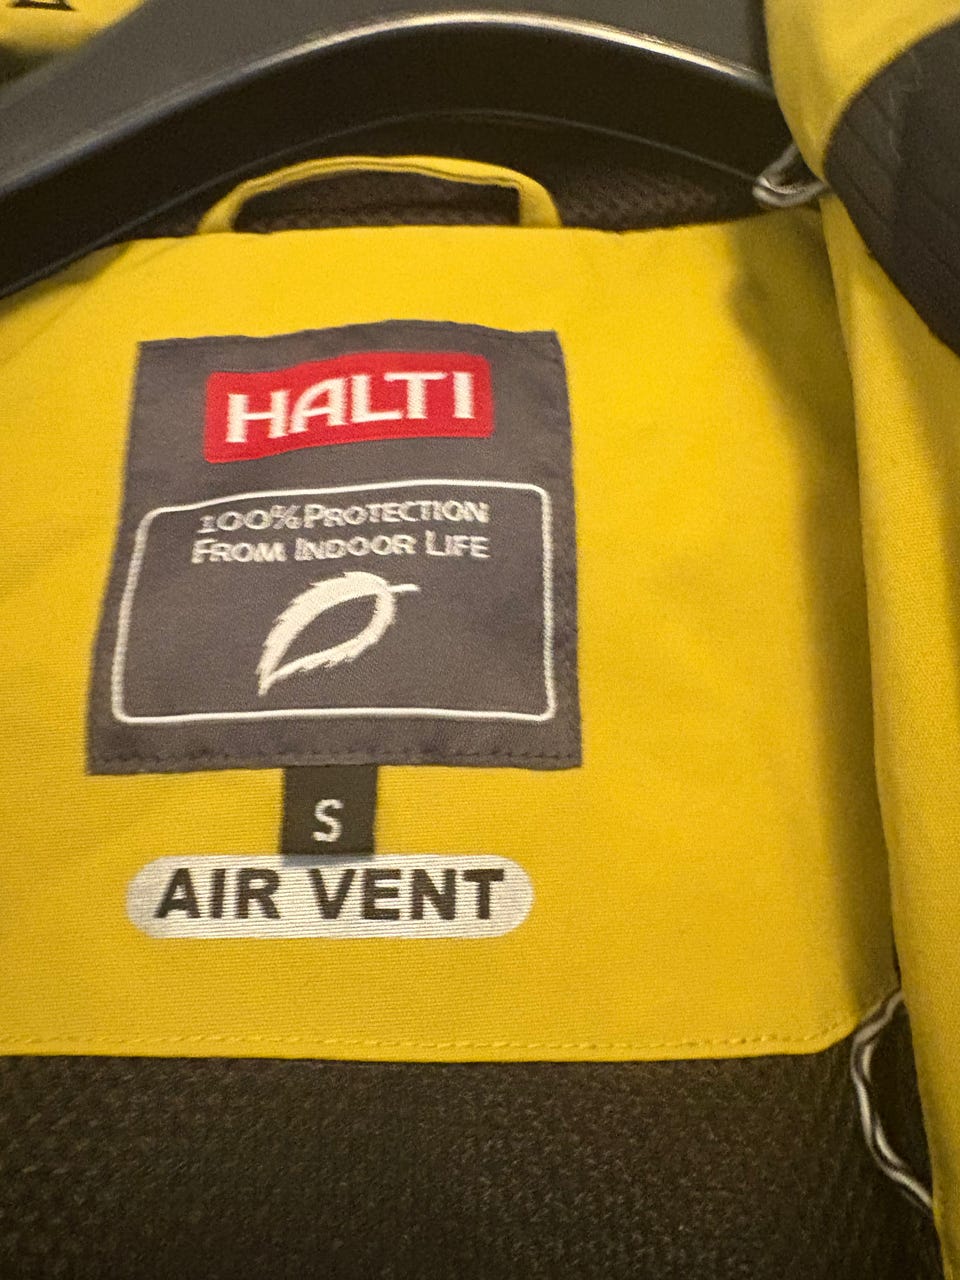 HALTI
100% PROTECTION
FROM INDOOR LIFE
S
AIR VENT